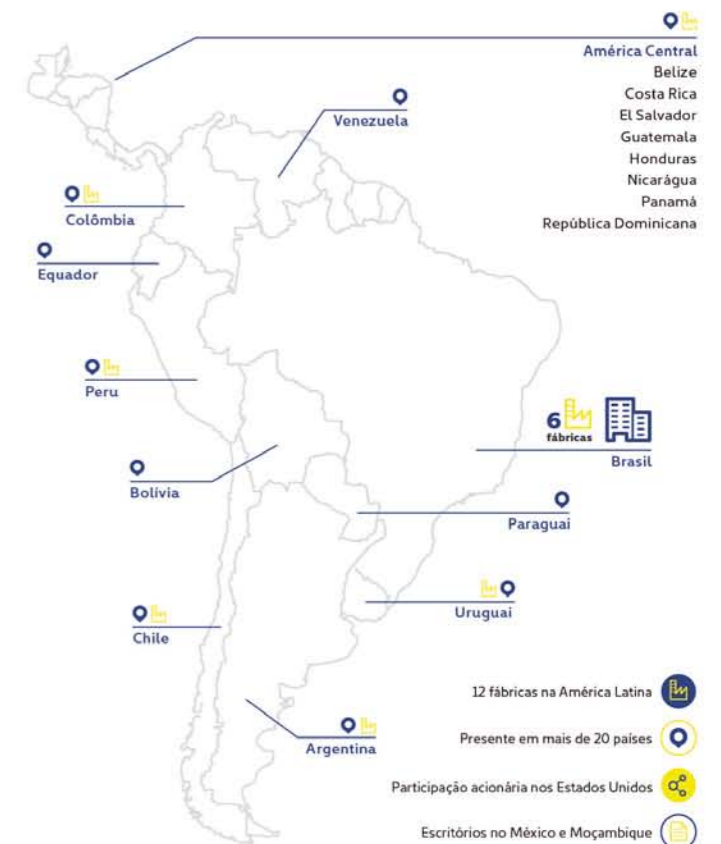 América Central
Belize
Costa Rica
El Salvador
Guatemala
Honduras
Nicarágua
Panamá
República Dominicana
Venezuela
Colômbia
Equador
Peru
6
fábricas
Brasil
Bolívia
Paraguai
Uruguai
Chile
Argentina
12 fábricas na América Latina
Presente em mais de 20 países
Participação acionária nos Estados Unidos
Escritórios no México e Moçambique